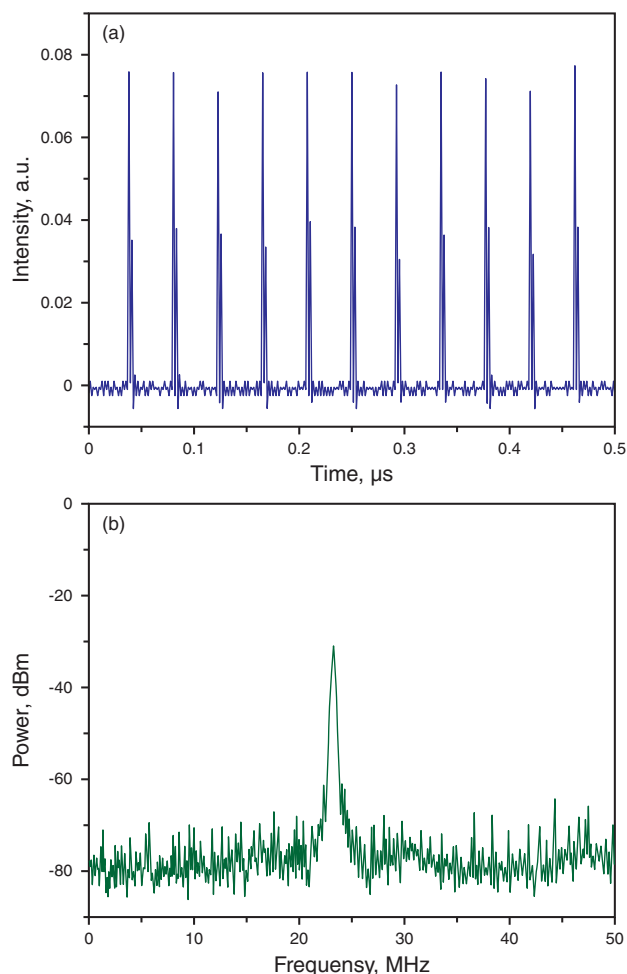 (a)
0.08
0.06
0.04
0.02
0
Intensity, a.u.
0 0.1 0.2 0.3 0.4 0.5
Time, µs
(b)
0
-20
-40
-60
-80
Power, dBm
0 10 20 30 40 50
Frequensy, MHz